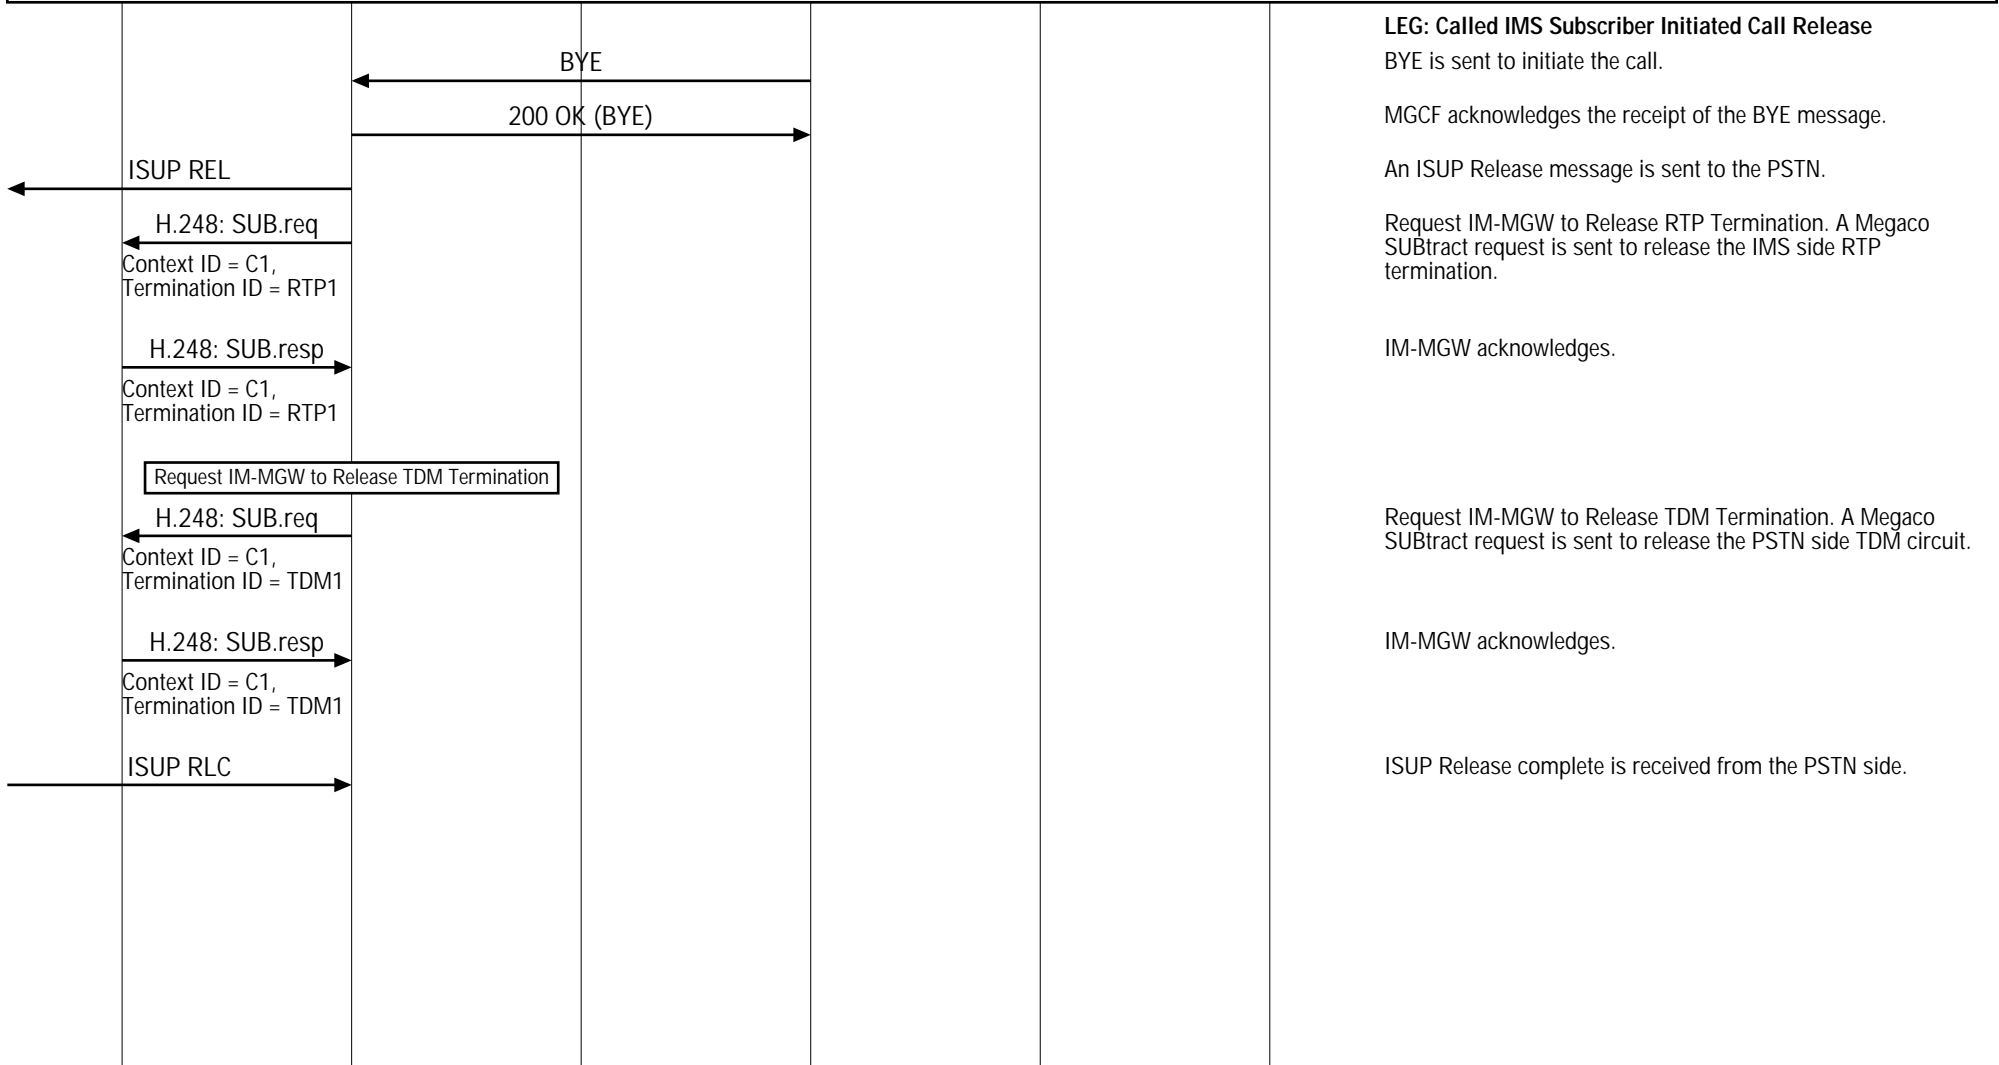 LEG: Called IMS Subscriber Initiated Call Release
BYE
BYE is sent to initiate the call.
200 OK (BYE)
MGCF acknowledges the receipt of the BYE message.
ISUP REL
An ISUP Release message is sent to the PSTN.
H.248: SUB.req
Context ID = C1,
Termination ID = RTP1
Request IM-MGW to Release RTP Termination. A Megaco
SUBtract request is sent to release the IMS side RTP
termination.
H.248: SUB.resp
Context ID = C1,
Termination ID = RTP1
IM-MGW acknowledges.
Request IM-MGW to Release TDM Termination
H.248: SUB.req
Context ID = C1,
Termination ID = TDM1
Request IM-MGW to Release TDM Termination. A Megaco
SUBtract request is sent to release the PSTN side TDM circuit.
H.248: SUB.resp
Context ID = C1,
Termination ID = TDM1
IM-MGW acknowledges.
ISUP RLC
ISUP Release complete is received from the PSTN side.